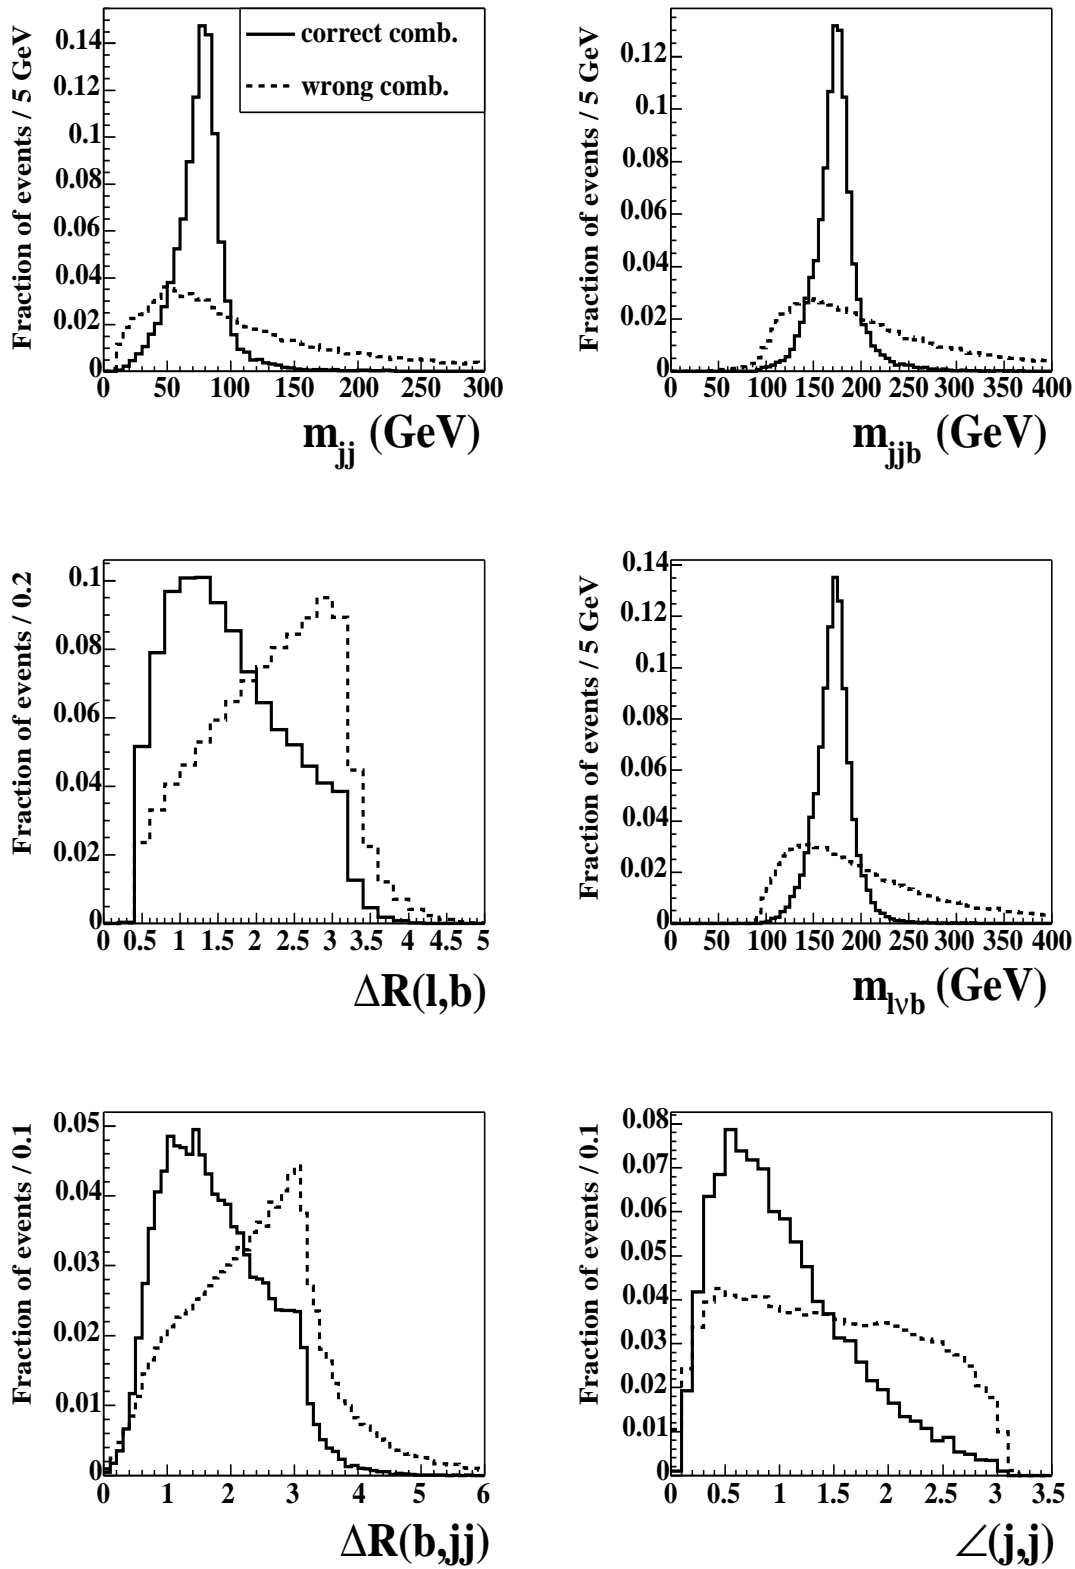 Fraction of events / 5 GeV
0.14
0.12
0.1
0.08
0.06
0.04
0.02
0
correct comb.
wrong comb.
0 50 100 150 200 250 300
m_jj (GeV)
Fraction of events / 5 GeV
0.12
0.1
0.08
0.06
0.04
0.02
0
0 50 100 150 200 250 300 350 400
m_jjb (GeV)
Fraction of events / 0.2
0.1
0.08
0.06
0.04
0.02
0
0 0.5 1 1.5 2 2.5 3 3.5 4 4.5 5
ΔR(l,b)
Fraction of events / 5 GeV
0.14
0.12
0.1
0.08
0.06
0.04
0.02
0
0 50 100 150 200 250 300 350 400
m_lνb (GeV)
Fraction of events / 0.1
0.05
0.04
0.03
0.02
0.01
0
0 1 2 3 4 5 6
ΔR(b,jj)
Fraction of events / 0.1
0.08
0.07
0.06
0.05
0.04
0.03
0.02
0.01
0
0 0.5 1 1.5 2 2.5 3 3.5
∠(j,j)